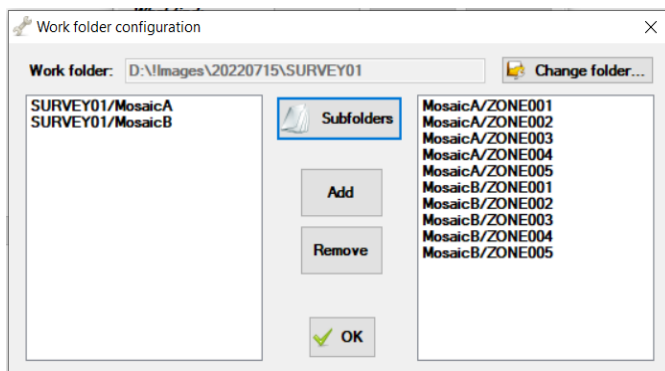 Work folder configuration
Work folder: D:\!Images\20220715\SURVEY01 Change folder...
SURVEY01/MosaicA
SURVEY01/MosaicB
Subfolders
Add
Remove
OK
MosaicA/ZONE001
MosaicA/ZONE002
MosaicA/ZONE003
MosaicA/ZONE004
MosaicA/ZONE005
MosaicB/ZONE001
MosaicB/ZONE002
MosaicB/ZONE003
MosaicB/ZONE004
MosaicB/ZONE005